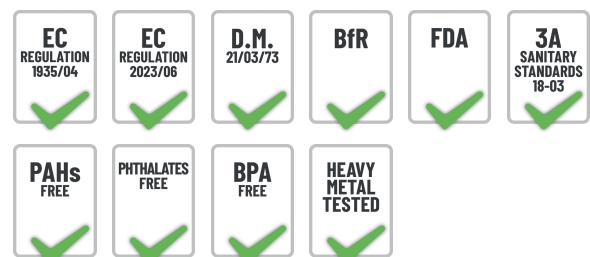 EC
REGULATION
1935/04
EC
REGULATION
2023/06
D.M.
21/03/73
BfR
FDA
3A
SANITARY
STANDARDS
18-03
PAHs
FREE
PHTHALATES
FREE
BPA
FREE
HEAVY
METAL
TESTED